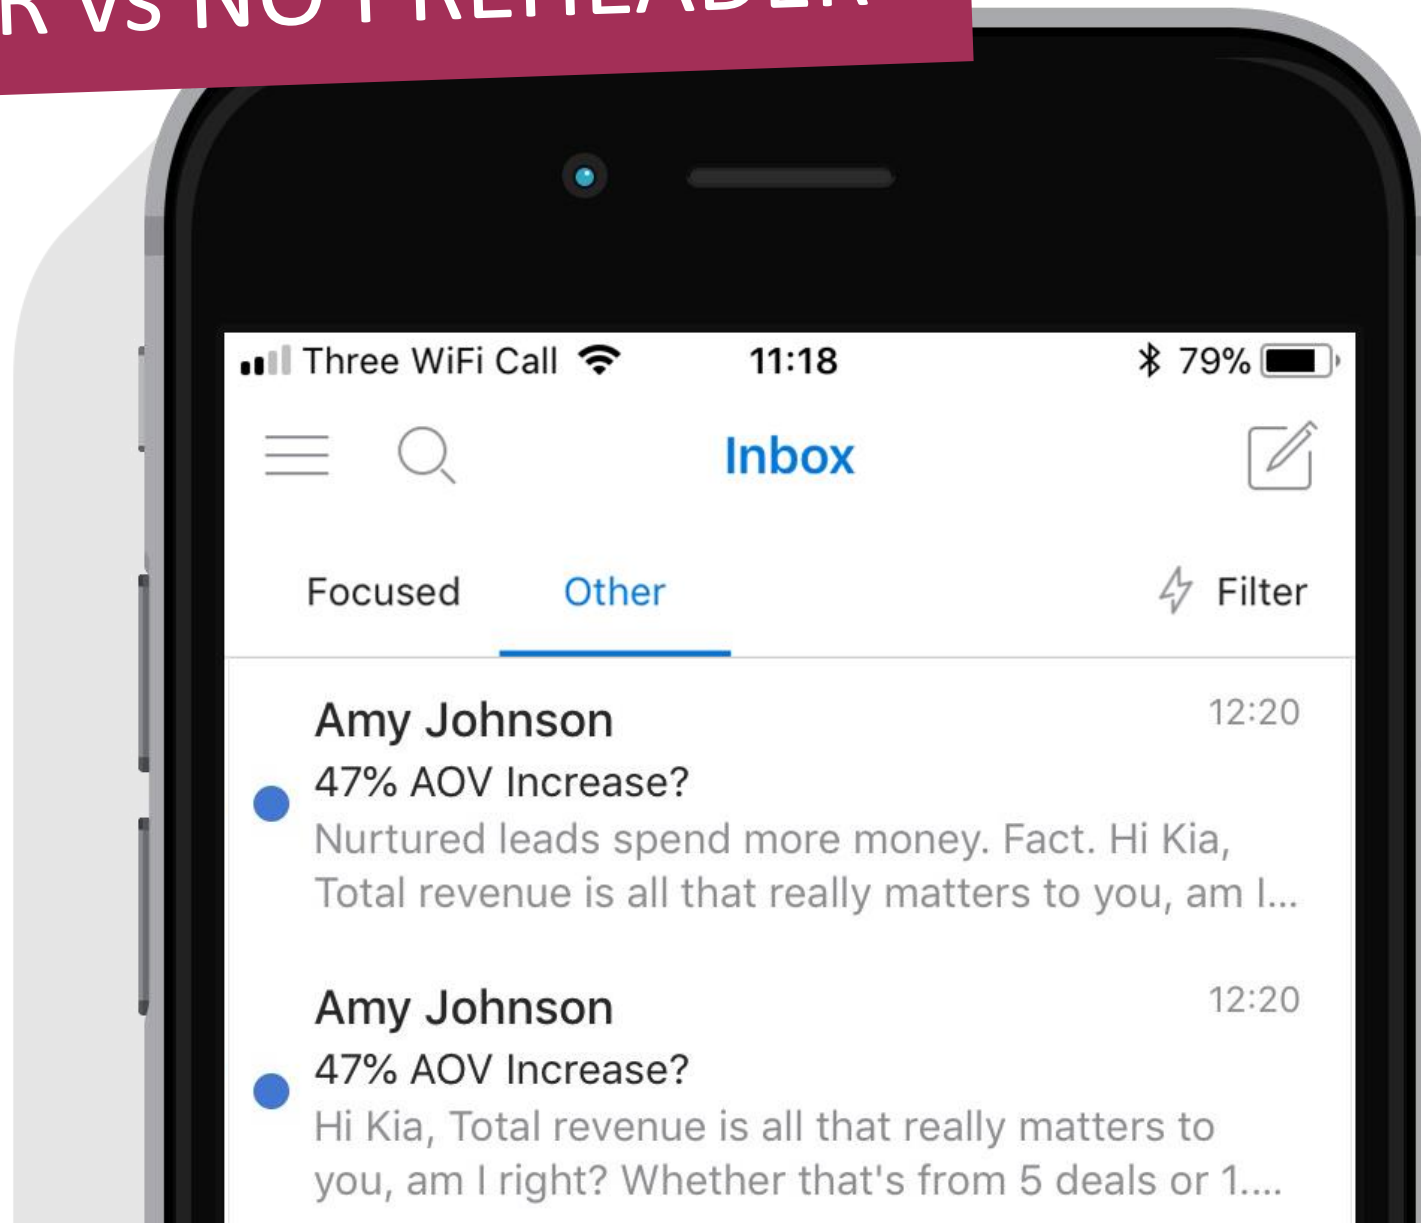 R vs NO PREHEADER
Three WiFi Call 11:18 79%
Inbox
Focused Other Filter
Amy Johnson 12:20
47% AOV Increase?
Nurtured leads spend more money. Fact. Hi Kia,
Total revenue is all that really matters to you, am I...
Amy Johnson 12:20
47% AOV Increase?
Hi Kia, Total revenue is all that really matters to
you, am I right? Whether that's from 5 deals or 1....